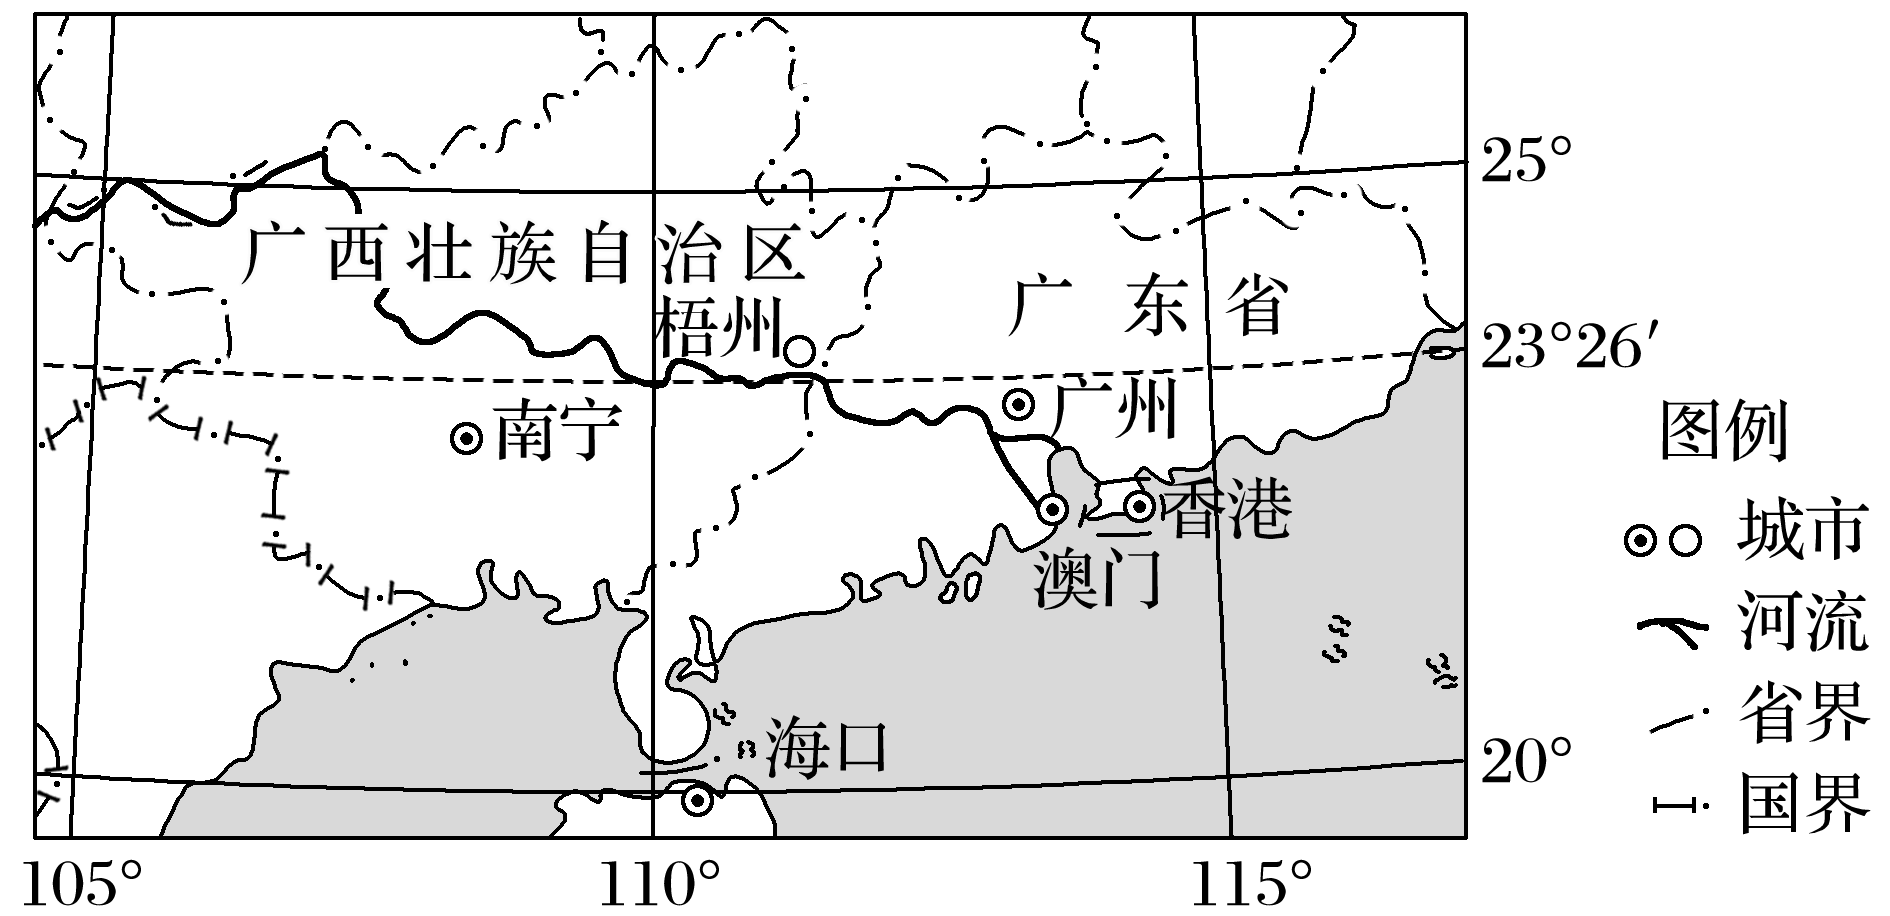 25°
广西壮族自治区
广东省
梧州
23°26′
广州
南宁
图例
香港
城市
澳门
河流
省界
海口
20°
国界
105°
110°
115°